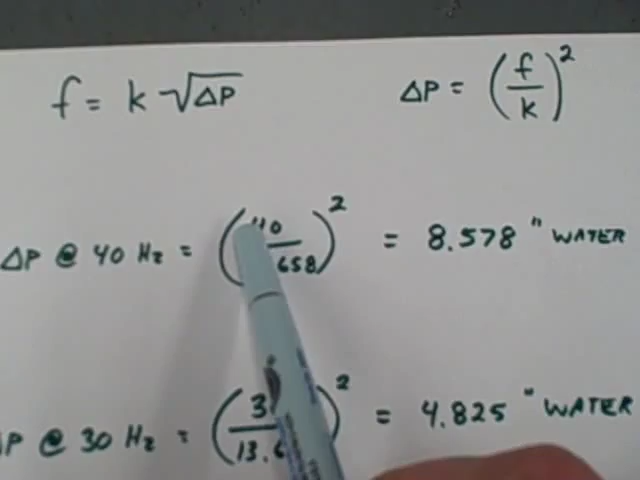 f = k √ΔP
ΔP = (f/k)²
ΔP @ 40 Hz = (40/ 658)² = 8.578 " WATER
P @ 30 Hz = (3 /13.6 )² = 4.825 " WATER